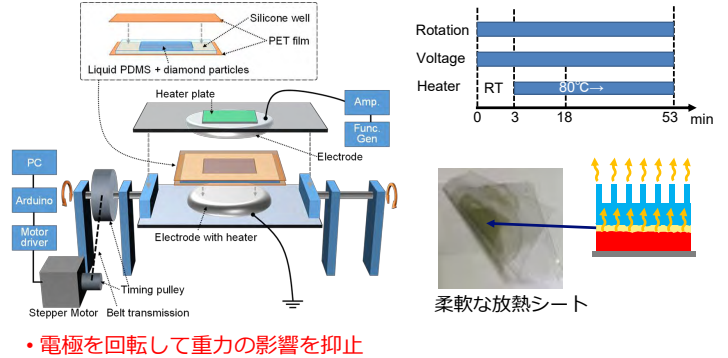 Silicone well
PET film
Liquid PDMS + diamond particles
Heater plate
Amp.
Func.
Gen
Electrode
PC
Arduino
Motor
driver
Electrode with heater
Timing pulley
Stepper Motor
Belt transmission
Rotation
Voltage
Heater
RT
80℃→
0
3
18
53
min
柔軟な放熱シート
• 電極を回転して重力の影響を抑止